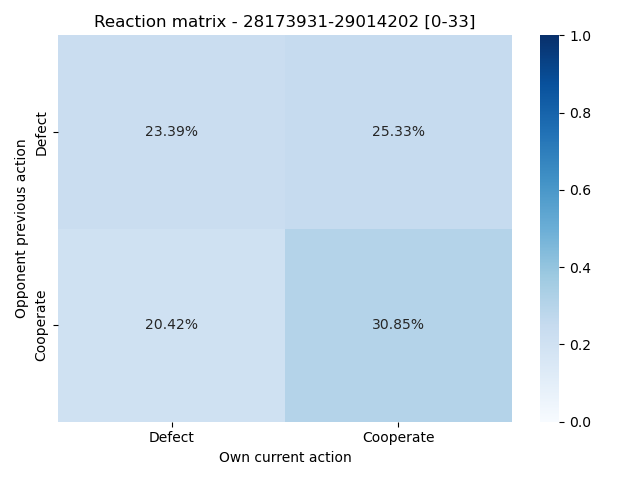 Reaction matrix - 28173931-29014202 [0-33]
Opponent previous action
Defect
Cooperate
23.39%
25.33%
20.42%
30.85%
Defect
Cooperate
Own current action
1.0
0.8
0.6
0.4
0.2
0.0